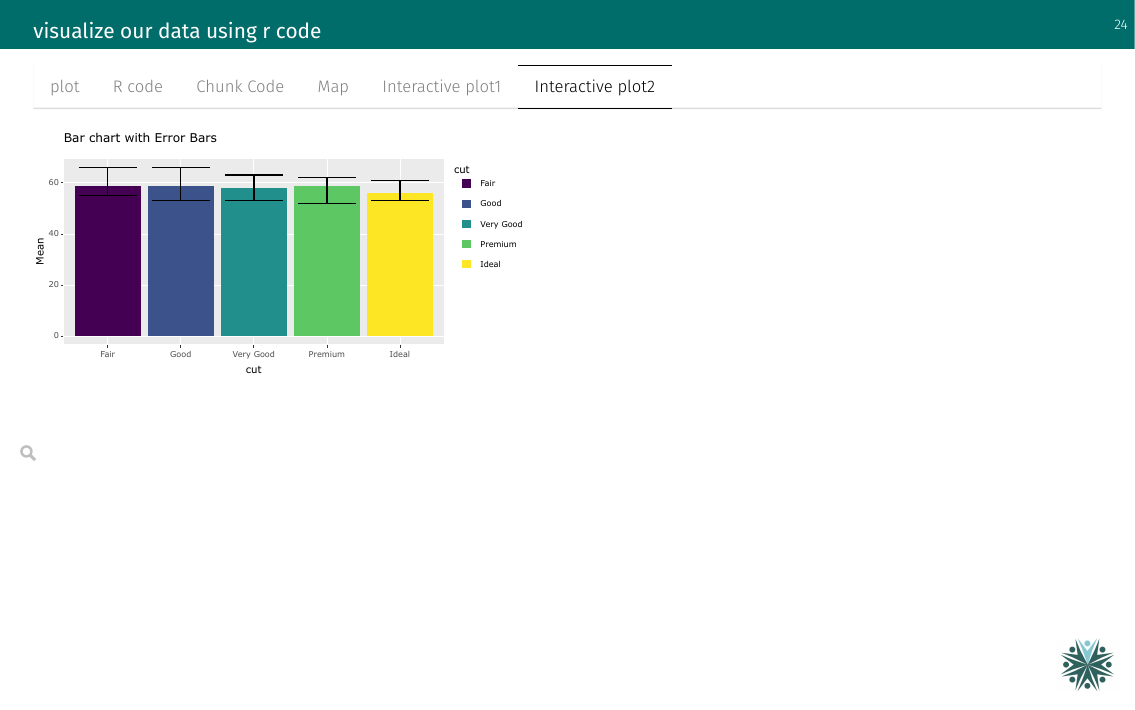 visualize our data using r code
24
plot R code Chunk Code Map Interactive plot1 Interactive plot2
Bar chart with Error Bars
cut
Fair
Good
Very Good
Premium
Ideal
60
40
20
0
Mean
Fair Good Very Good Premium Ideal
cut